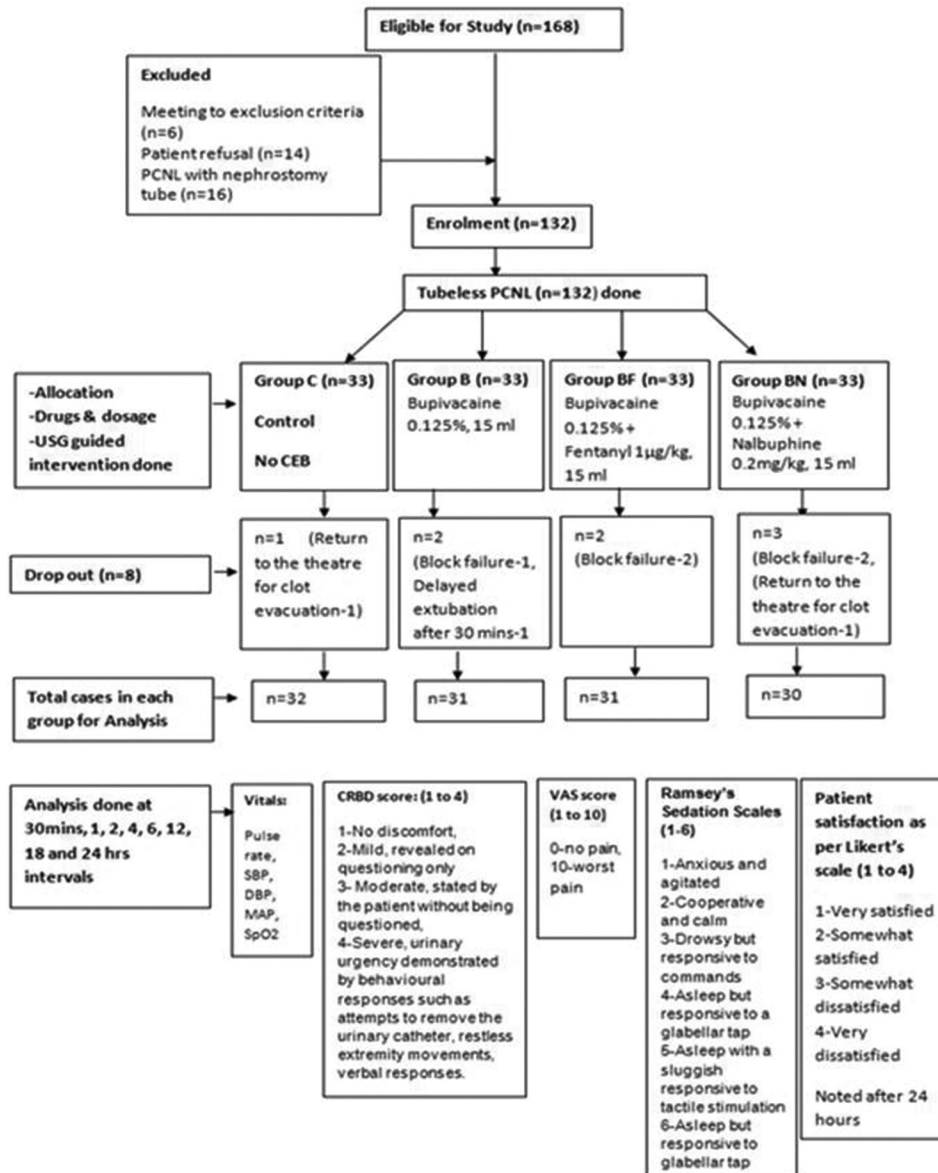 Eligible for Study (n=168)
Excluded
Meeting to exclusion criteria
(n=6)
Patient refusal (n=14)
PCNL with nephrostomy
tube (n=16)
Enrolment (n=132)
Tubeless PCNL (n=132) done
-Allocation
-Drugs & dosage
-USG guided
intervention done
Group C (n=33)
Control
No CEB
Group B (n=33)
Bupivacaine
0.125%, 15 ml
Group BF (n=33)
Bupivacaine
0.125% +
Fentanyl 1µg/kg,
15 ml
Group BN (n=33)
Bupivacaine
0.125% +
Nalbuphine
0.2mg/kg, 15 ml
Drop out (n=8)
n=1 (Return
to the theatre
for clot
evacuation-1)
n=2
(Block failure-1,
Delayed
extubation
after 30 mins-1
n=2
(Block failure-2)
n=3
(Block failure-2,
(Return to the
theatre for clot
evacuation-1)
Total cases in each
group for Analysis
n=32
n=31
n=31
n=30
Analysis done at
30mins, 1, 2, 4, 6, 12,
18 and 24 hrs
intervals
Vitals:
Pulse
rate,
SBP,
DBP,
MAP,
SpO2
CRBD score: (1 to 4)
1-No discomfort,
2-Mild, revealed on
questioning only
3- Moderate, stated by
the patient without being
questioned,
4-Severe, urinary
urgency demonstrated
by behavioural
responses such as
attempts to remove the
urinary catheter, restless
extremity movements,
verbal responses.
VAS score
(1 to 10)
0-no pain,
10-worst
pain
Ramsey's
Sedation Scales
(1-6)
1-Anxious and
agitated
2-Cooperative
and calm
3-Drowsy but
responsive to
commands
4-Asleep but
responsive to a
glabellar tap
5-Asleep with a
sluggish
responsive to
tactile stimulation
6-Asleep but
responsive to
glabellar tap
Patient
satisfaction as
per Likert's
scale (1 to 4)
1-Very satisfied
2-Somewhat
satisfied
3-Somewhat
dissatisfied
4-Very
dissatisfied
Noted after 24
hours